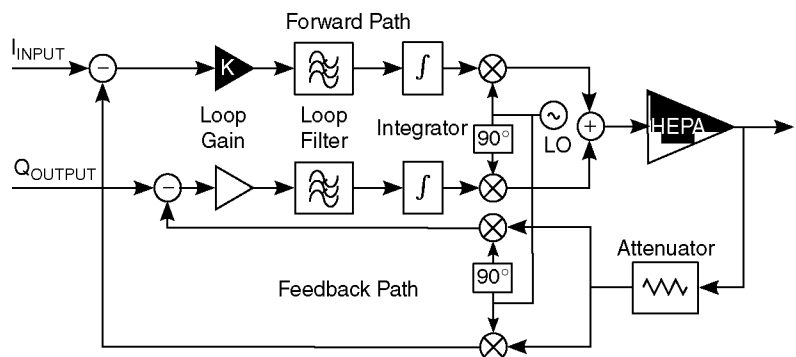 Forward Path
I_INPUT
−
K
∫
Loop Gain
Loop Filter
Integrator
90°
~
LO
+
HEPA
Q_OUTPUT
−
∫
Attenuator
90°
Feedback Path